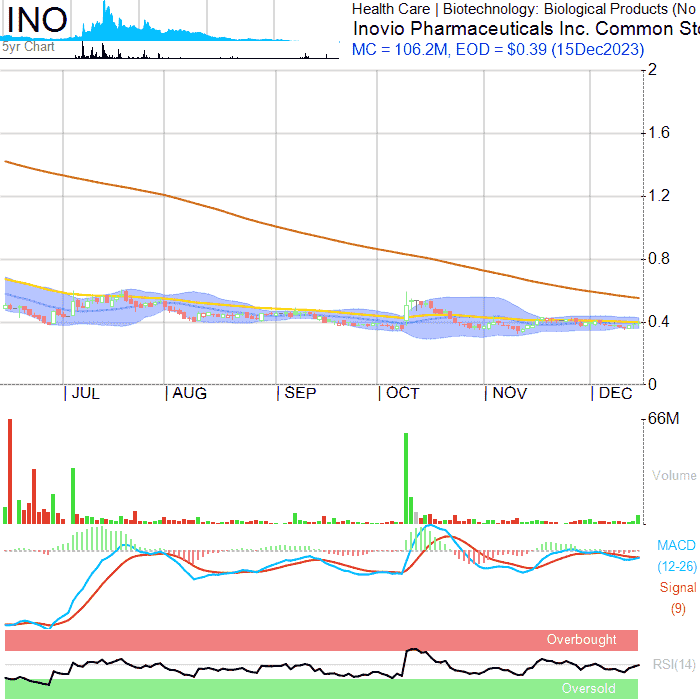 INO
5yr Chart
Health Care | Biotechnology: Biological Products (No
Inovio Pharmaceuticals Inc. Common Sto
MC = 106.2M, EOD = $0.39 (15Dec2023)
2
1.6
1.2
0.8
0.4
0
JUL AUG SEP OCT NOV DEC
66M
Volume
MACD
(12-26)
Signal
(9)
Overbought
RSI(14)
Oversold